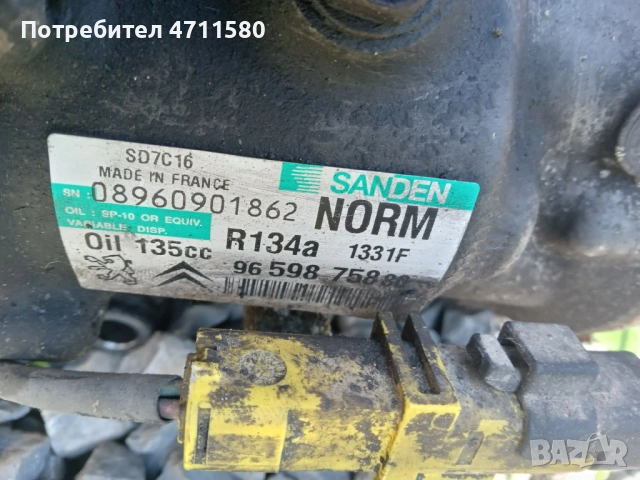 Потребител 4711580
SD7C16
MADE IN FRANCE
SANDEN
SN : 08960901862
NORM
OIL : SP-10 OR EQUIV.
VARIABLE DISP.
Oil 135cc
R134a
1331F
96 598 758
BAZAR